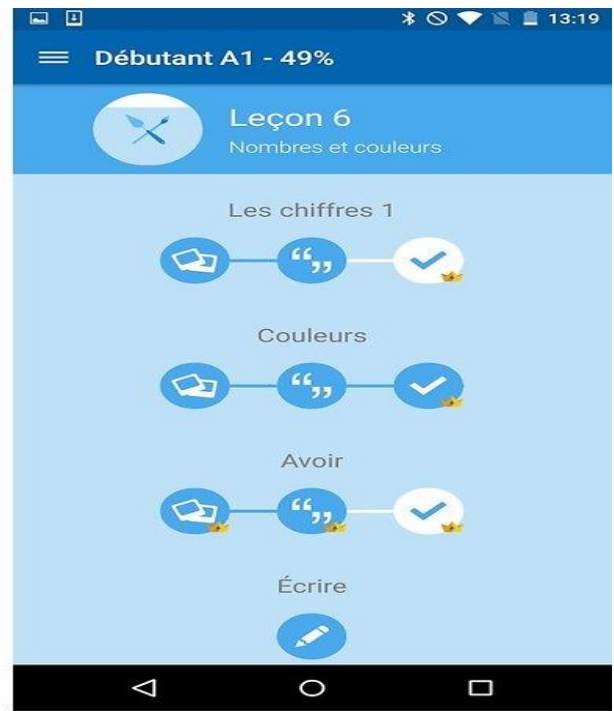 13:19
Débutant A1 - 49%
Leçon 6
Nombres et couleurs
Les chiffres 1
Couleurs
Avoir
Écrire